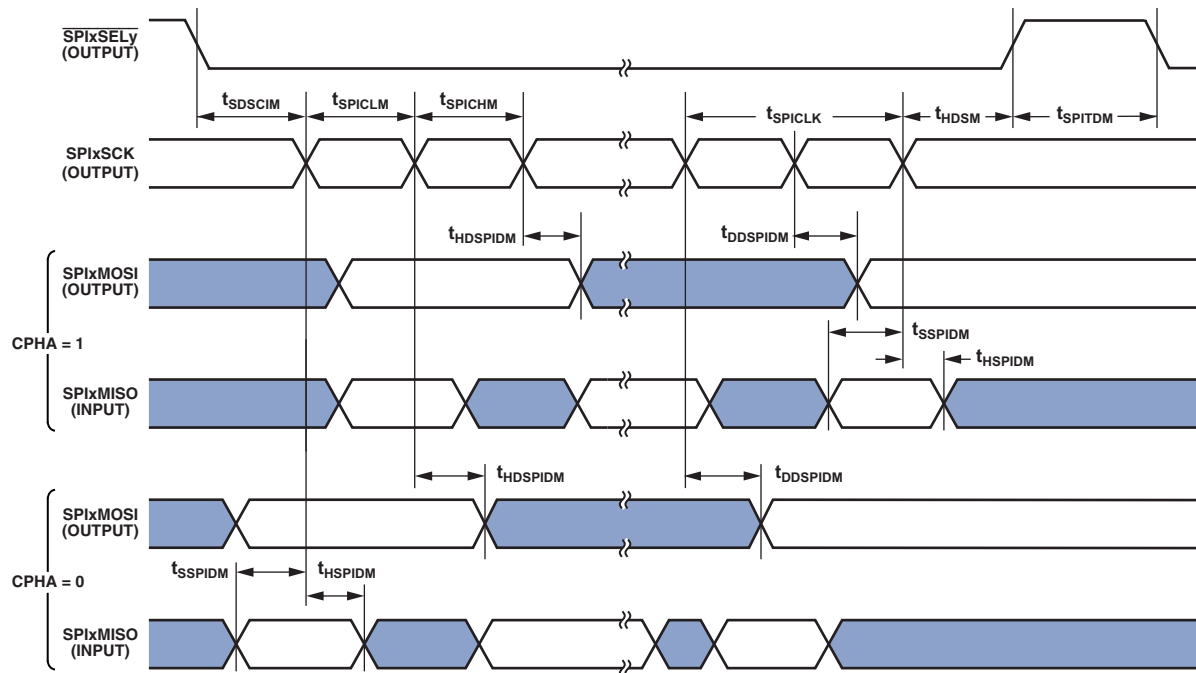 SPIxSELy
(OUTPUT)
tSDSCIM tSPICLM tSPICHM tSPICLK tHDSM tSPITDM
SPIxSCK
(OUTPUT)
tHDSPIDM tDDSPIDM
SPIxMOSI
(OUTPUT)
tSSPIDM
CPHA = 1
tHSPIDM
SPIxMISO
(INPUT)
tHDSPIDM tDDSPIDM
SPIxMOSI
(OUTPUT)
tSSPIDM tHSPIDM
CPHA = 0
SPIxMISO
(INPUT)